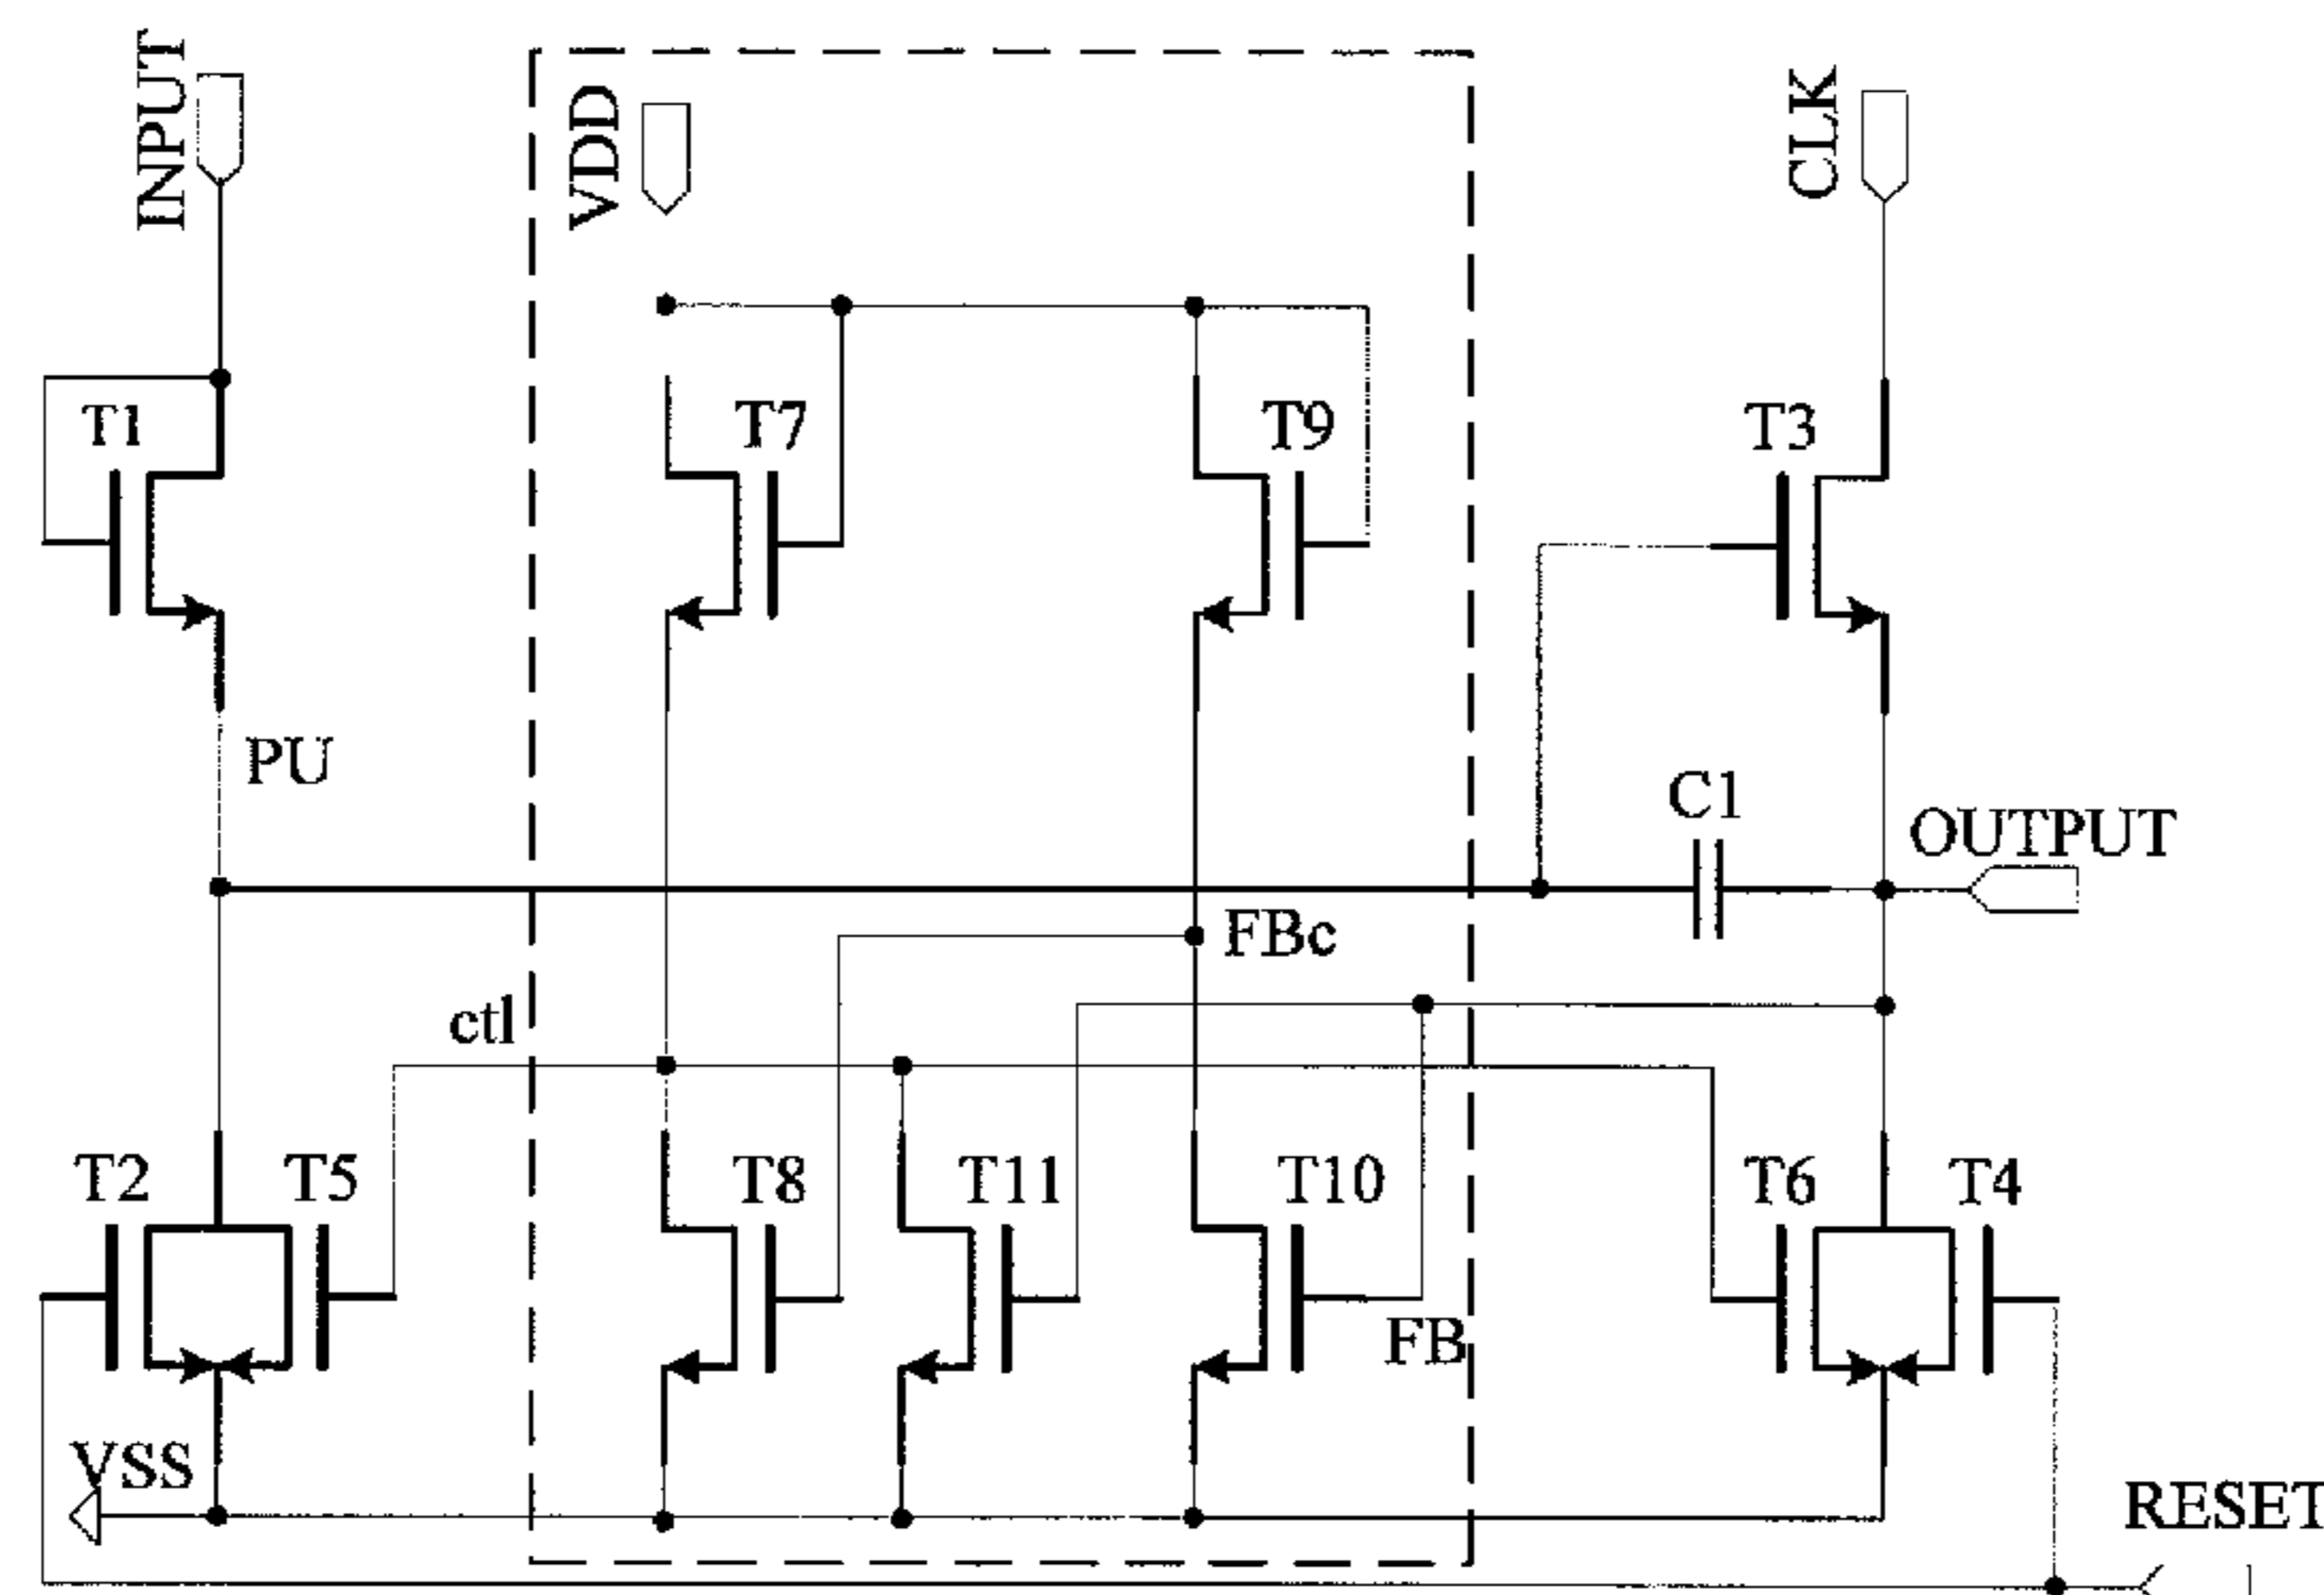 INPUT
VDD
CLK
T1
T7
T9
T3
PU
C1
OUTPUT
FBc
ctl
T2
T5
T8
T11
T10
T6
T4
FB
VSS
RESET